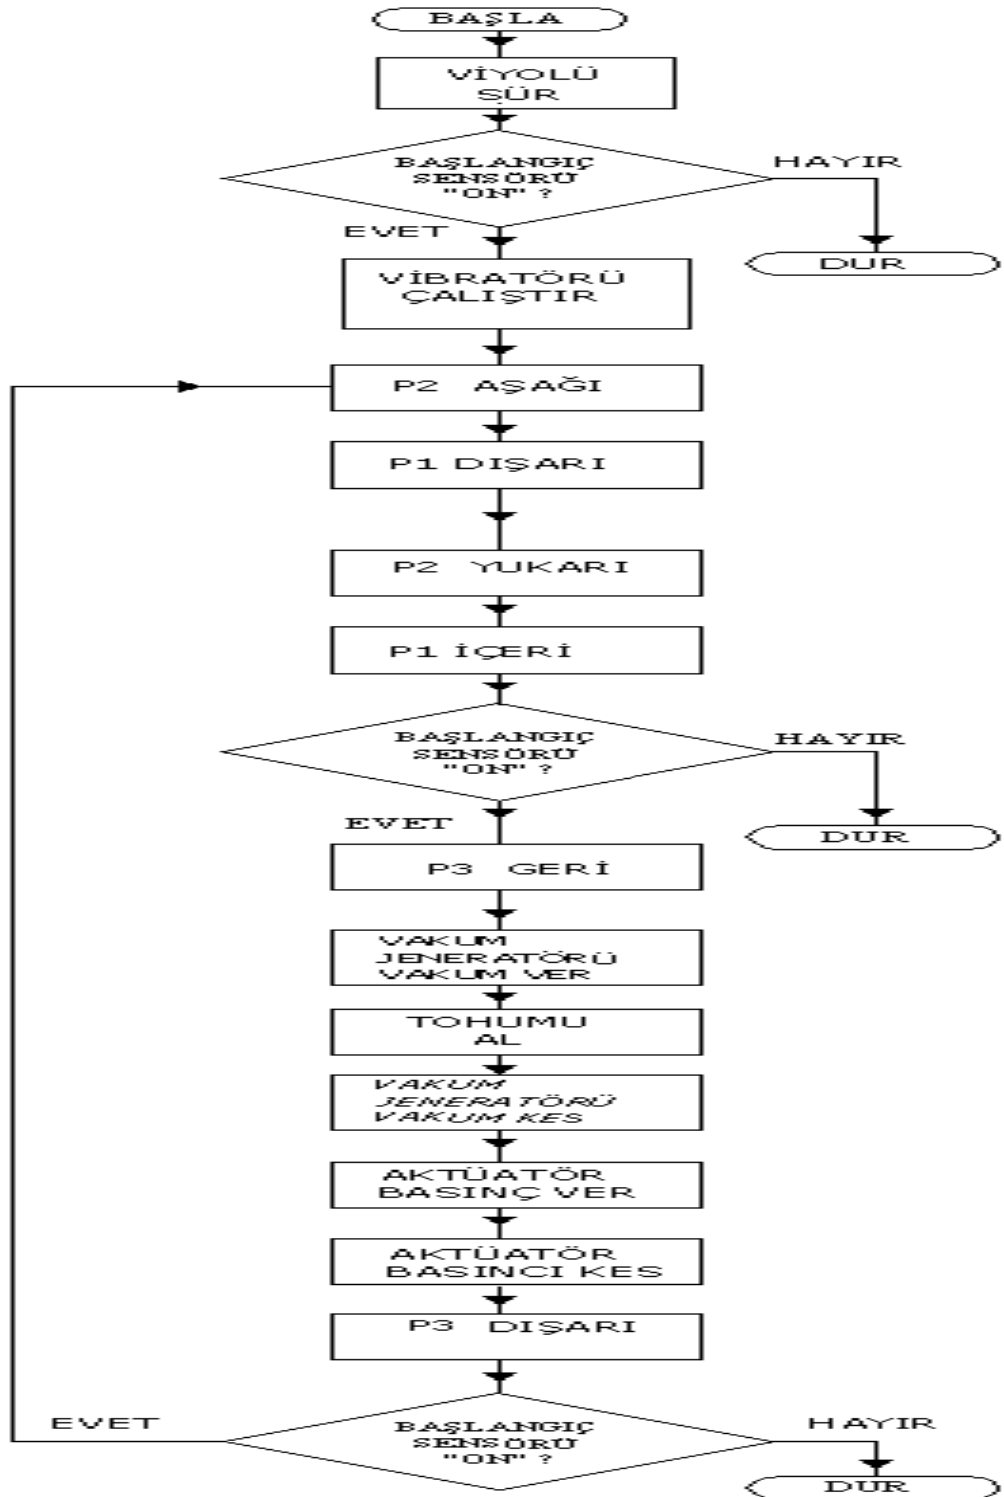 BAŞLA
VİYOLÜ
SÜR
BAŞLANGIÇ
SENSÖRÜ
"ON" ?
HAYIR
DUR
EVET
VİBRATÖRÜ
ÇALIŞTIR
P2 AŞAĞI
P1 DIŞARI
P2 YUKARI
P1 İÇERİ
BAŞLANGIÇ
SENSÖRÜ
"ON" ?
HAYIR
DUR
EVET
P3 GERİ
VAKUM
JENERATÖRÜ
VAKUM VER
TOHUMU
AL
VAKUM
JENERATÖRÜ
VAKUM KES
AKTÜATÖR
BASINÇ VER
AKTÜATÖR
BASINCI KES
P3 DIŞARI
EVET
BAŞLANGIÇ
SENSÖRÜ
"ON" ?
HAYIR
DUR